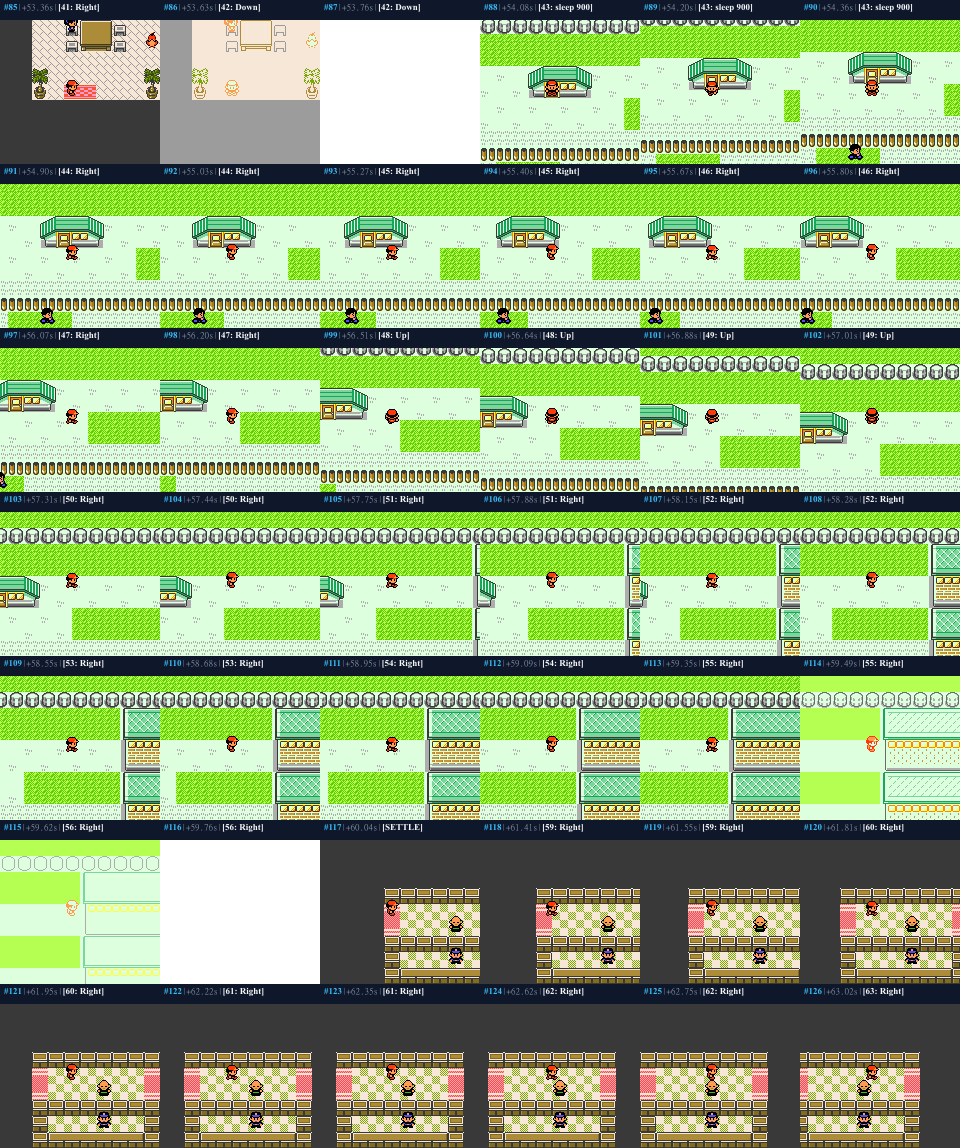 #85|+53.36s|[41: Right]
#86|+53.63s|[42: Down]
#87|+53.76s|[42: Down]
#88|+54.08s|[43: sleep 900]
#89|+54.20s|[43: sleep 900]
#90|+54.36s|[43: sleep 900]
#91|+54.90s|[44: Right]
#92|+55.03s|[44: Right]
#93|+55.27s|[45: Right]
#94|+55.40s|[45: Right]
#95|+55.67s|[46: Right]
#96|+55.80s|[46: Right]
#97|+56.07s|[47: Right]
#98|+56.20s|[47: Right]
#99|+56.51s|[48: Up]
#100|+56.64s|[48: Up]
#101|+56.88s|[49: Up]
#102|+57.01s|[49: Up]
#103|+57.31s|[50: Right]
#104|+57.44s|[50: Right]
#105|+57.75s|[51: Right]
#106|+57.88s|[51: Right]
#107|+58.15s|[52: Right]
#108|+58.28s|[52: Right]
#109|+58.55s|[53: Right]
#110|+58.68s|[53: Right]
#111|+58.95s|[54: Right]
#112|+59.09s|[54: Right]
#113|+59.35s|[55: Right]
#114|+59.49s|[55: Right]
#115|+59.62s|[56: Right]
#116|+59.76s|[56: Right]
#117|+60.04s|[SETTLE]
#118|+61.41s|[59: Right]
#119|+61.55s|[59: Right]
#120|+61.81s|[60: Right]
#121|+61.95s|[60: Right]
#122|+62.22s|[61: Right]
#123|+62.35s|[61: Right]
#124|+62.62s|[62: Right]
#125|+62.75s|[62: Right]
#126|+63.02s|[63: Right]